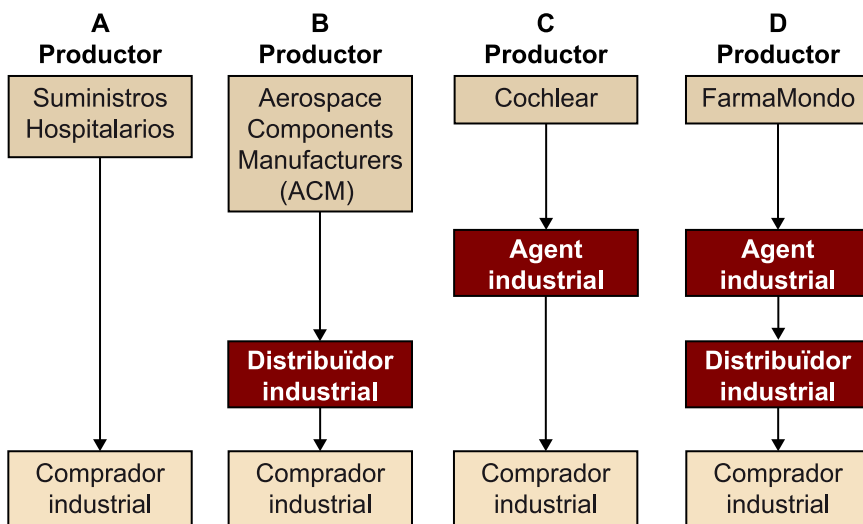 A
Productor
Suministros
Hospitalarios
Comprador
industrial
B
Productor
Aerospace
Components
Manufacturers
(ACM)
Distribuïdor
industrial
Comprador
industrial
C
Productor
Cochlear
Agent
industrial
Comprador
industrial
D
Productor
FarmaMondo
Agent
industrial
Distribuïdor
industrial
Comprador
industrial